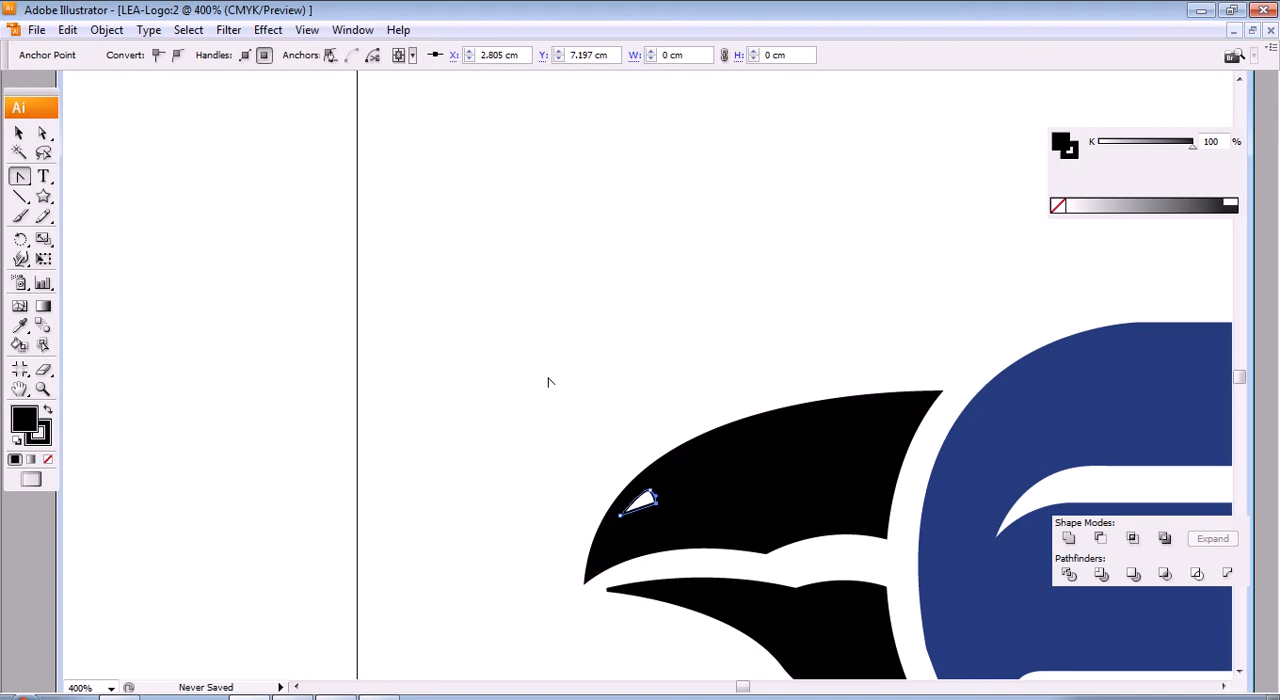 Adobe Illustrator - [LEA-Logo:2 @ 400% (CMYK/Preview) ]
File Edit Object Type Select Filter Effect View Window Help
Anchor Point Convert: Handles: Anchors: X: 2.805 cm Y: 7.197 cm W: 0 cm H: 0 cm
Ai
T
K 100 %
Shape Modes:
Expand
Pathfinders:
400% Never Saved